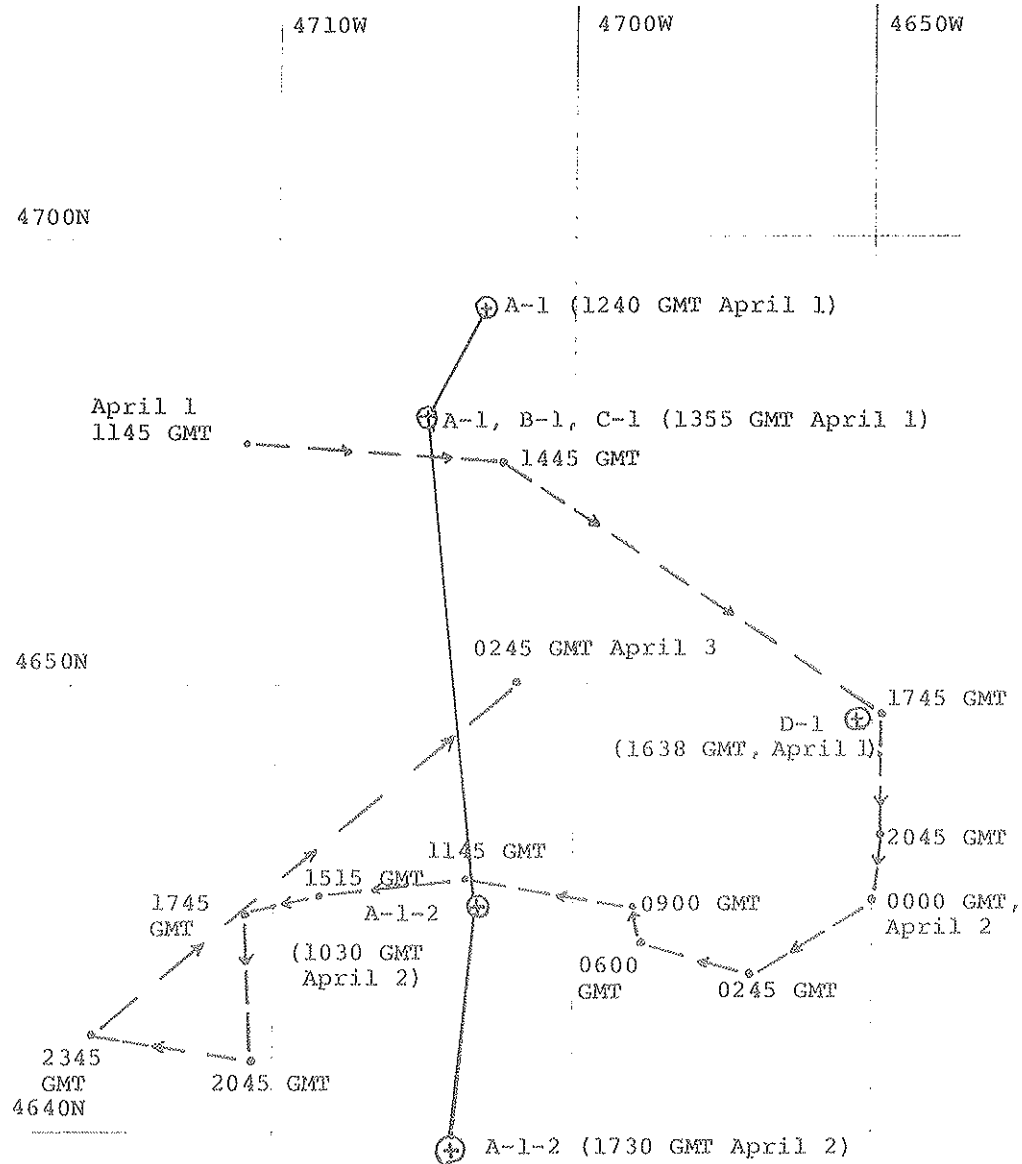 4710W
4700W
4650W
4700N
A-1 (1240 GMT April 1)
April 1
1145 GMT
A-1, B-1, C-1 (1355 GMT April 1)
1445 GMT
0245 GMT April 3
4650N
1745 GMT
D-1
(1638 GMT, April 1)
2045 GMT
1145 GMT
1515 GMT
1745
GMT
A-1-2
(1030 GMT
April 2)
0900 GMT
0000 GMT,
April 2
0600
GMT
0245 GMT
2345
GMT
2045 GMT
4640N
A-1-2 (1730 GMT April 2)